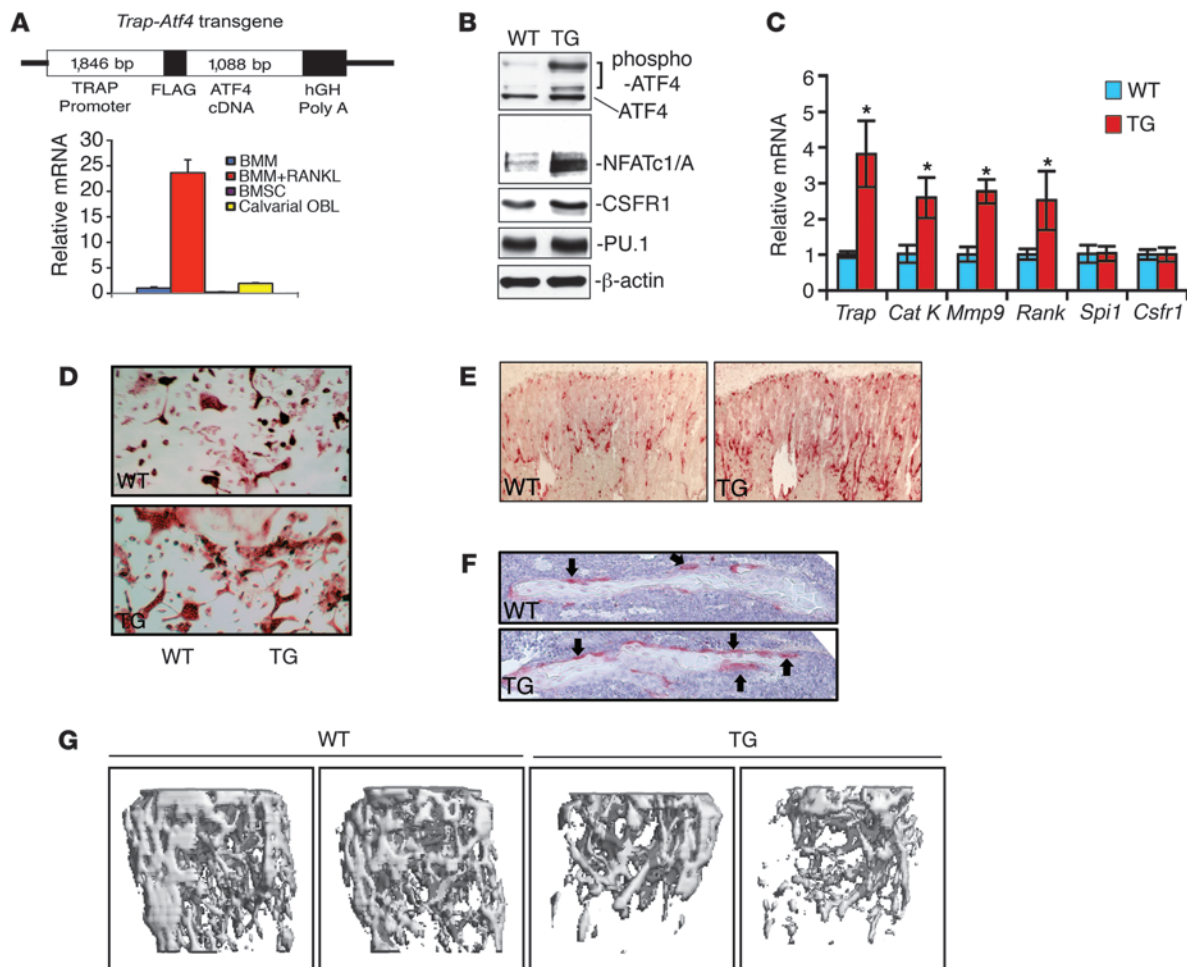 A
Trap-Atf4 transgene
1,846 bp
1,088 bp
TRAP Promoter
FLAG
ATF4 cDNA
hGH Poly A
Relative mRNA
30
25
20
15
10
5
0
BMM
BMM+RANKL
BMSC
Calvarial OBL
B
WT TG
phospho
-ATF4
ATF4
-NFATc1/A
-CSFR1
-PU.1
-β-actin
C
Relative mRNA
6
5
4
3
2
1
0
WT
TG
* * * *
Trap Cat K Mmp9 Rank Spi1 Csfr1
D
WT
TG
WT TG
E
WT
TG
F
WT
TG
G
WT TG